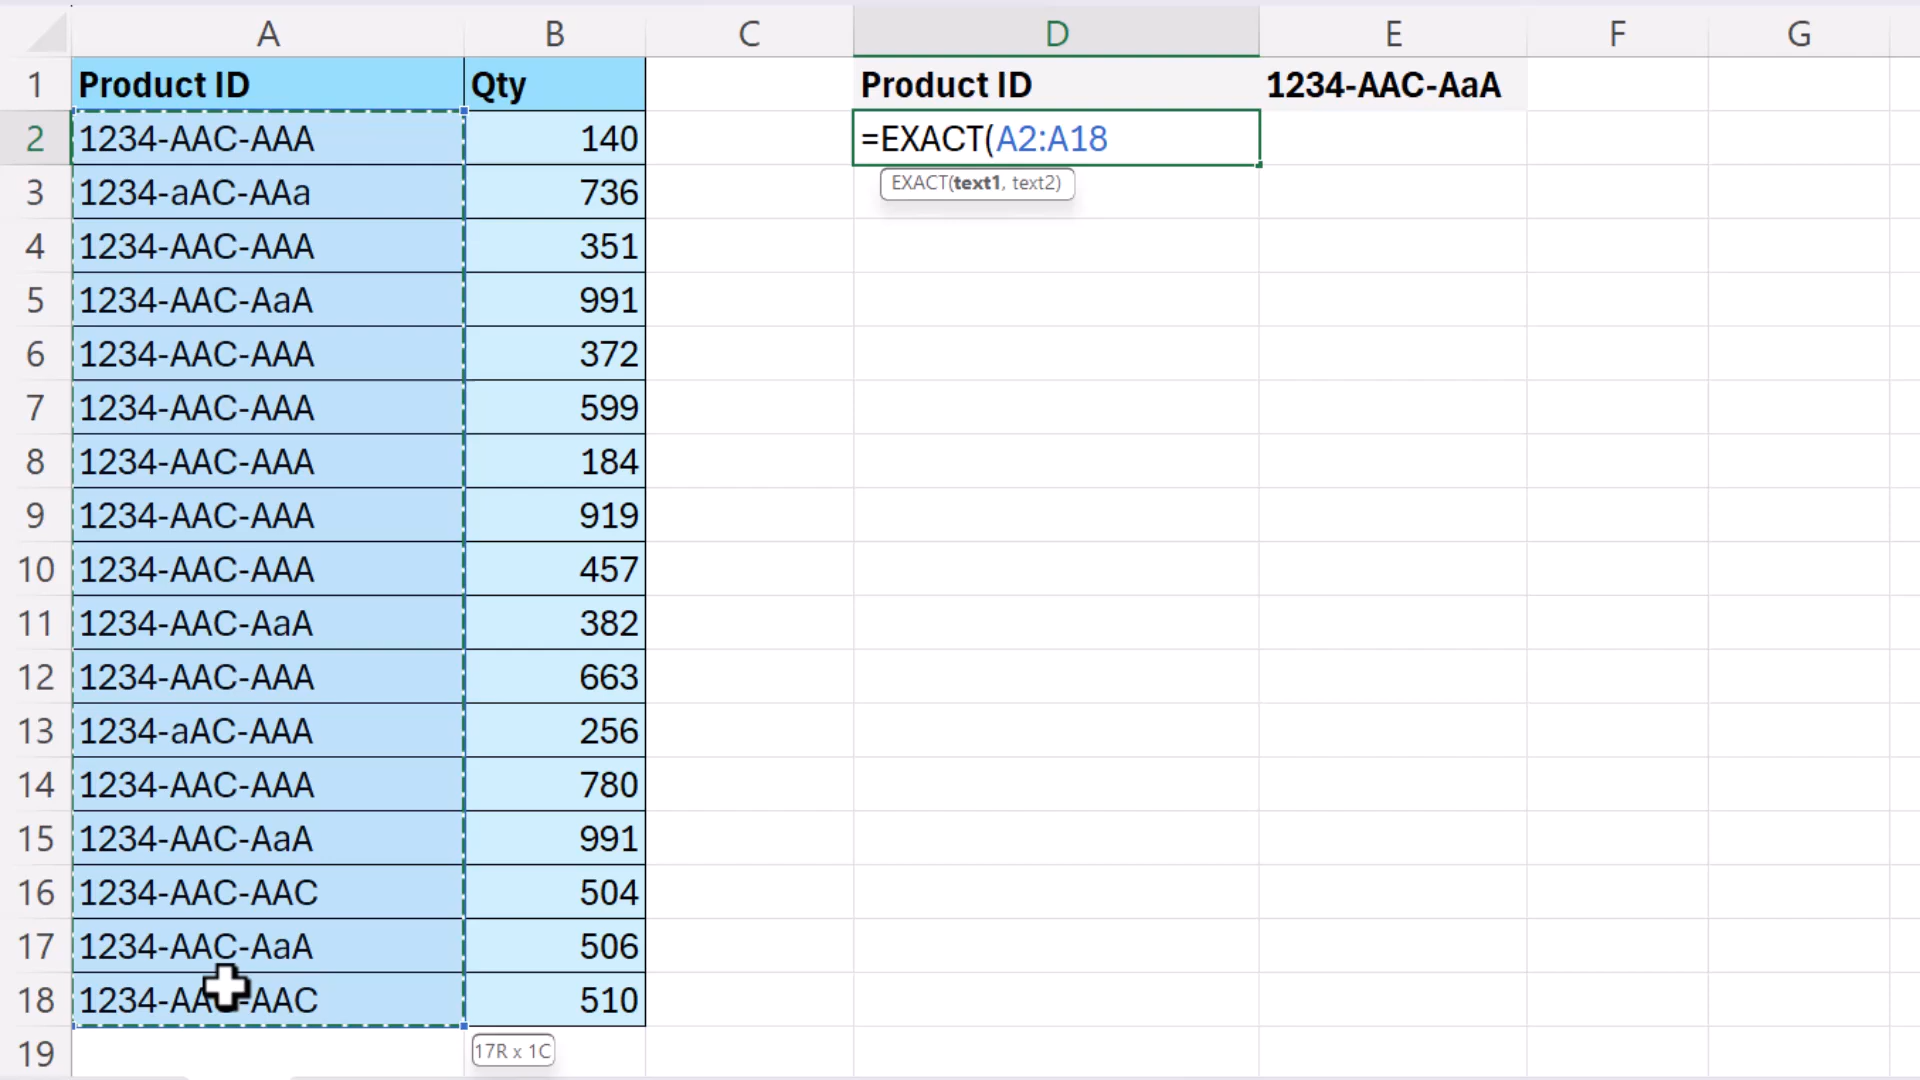 A B C D E F G
1 Product ID Qty Product ID 1234-AAC-AaA
2 1234-AAC-AAA 140 =EXACT(A2:A18
EXACT(text1, text2)
3 1234-aAC-AAa 736
4 1234-AAC-AAA 351
5 1234-AAC-AaA 991
6 1234-AAC-AAA 372
7 1234-AAC-AAA 599
8 1234-AAC-AAA 184
9 1234-AAC-AAA 919
10 1234-AAC-AAA 457
11 1234-AAC-AaA 382
12 1234-AAC-AAA 663
13 1234-aAC-AAA 256
14 1234-AAC-AAA 780
15 1234-AAC-AaA 991
16 1234-AAC-AAC 504
17 1234-AAC-AaA 506
18 1234-AAC-AAC 510
19 17R x 1C